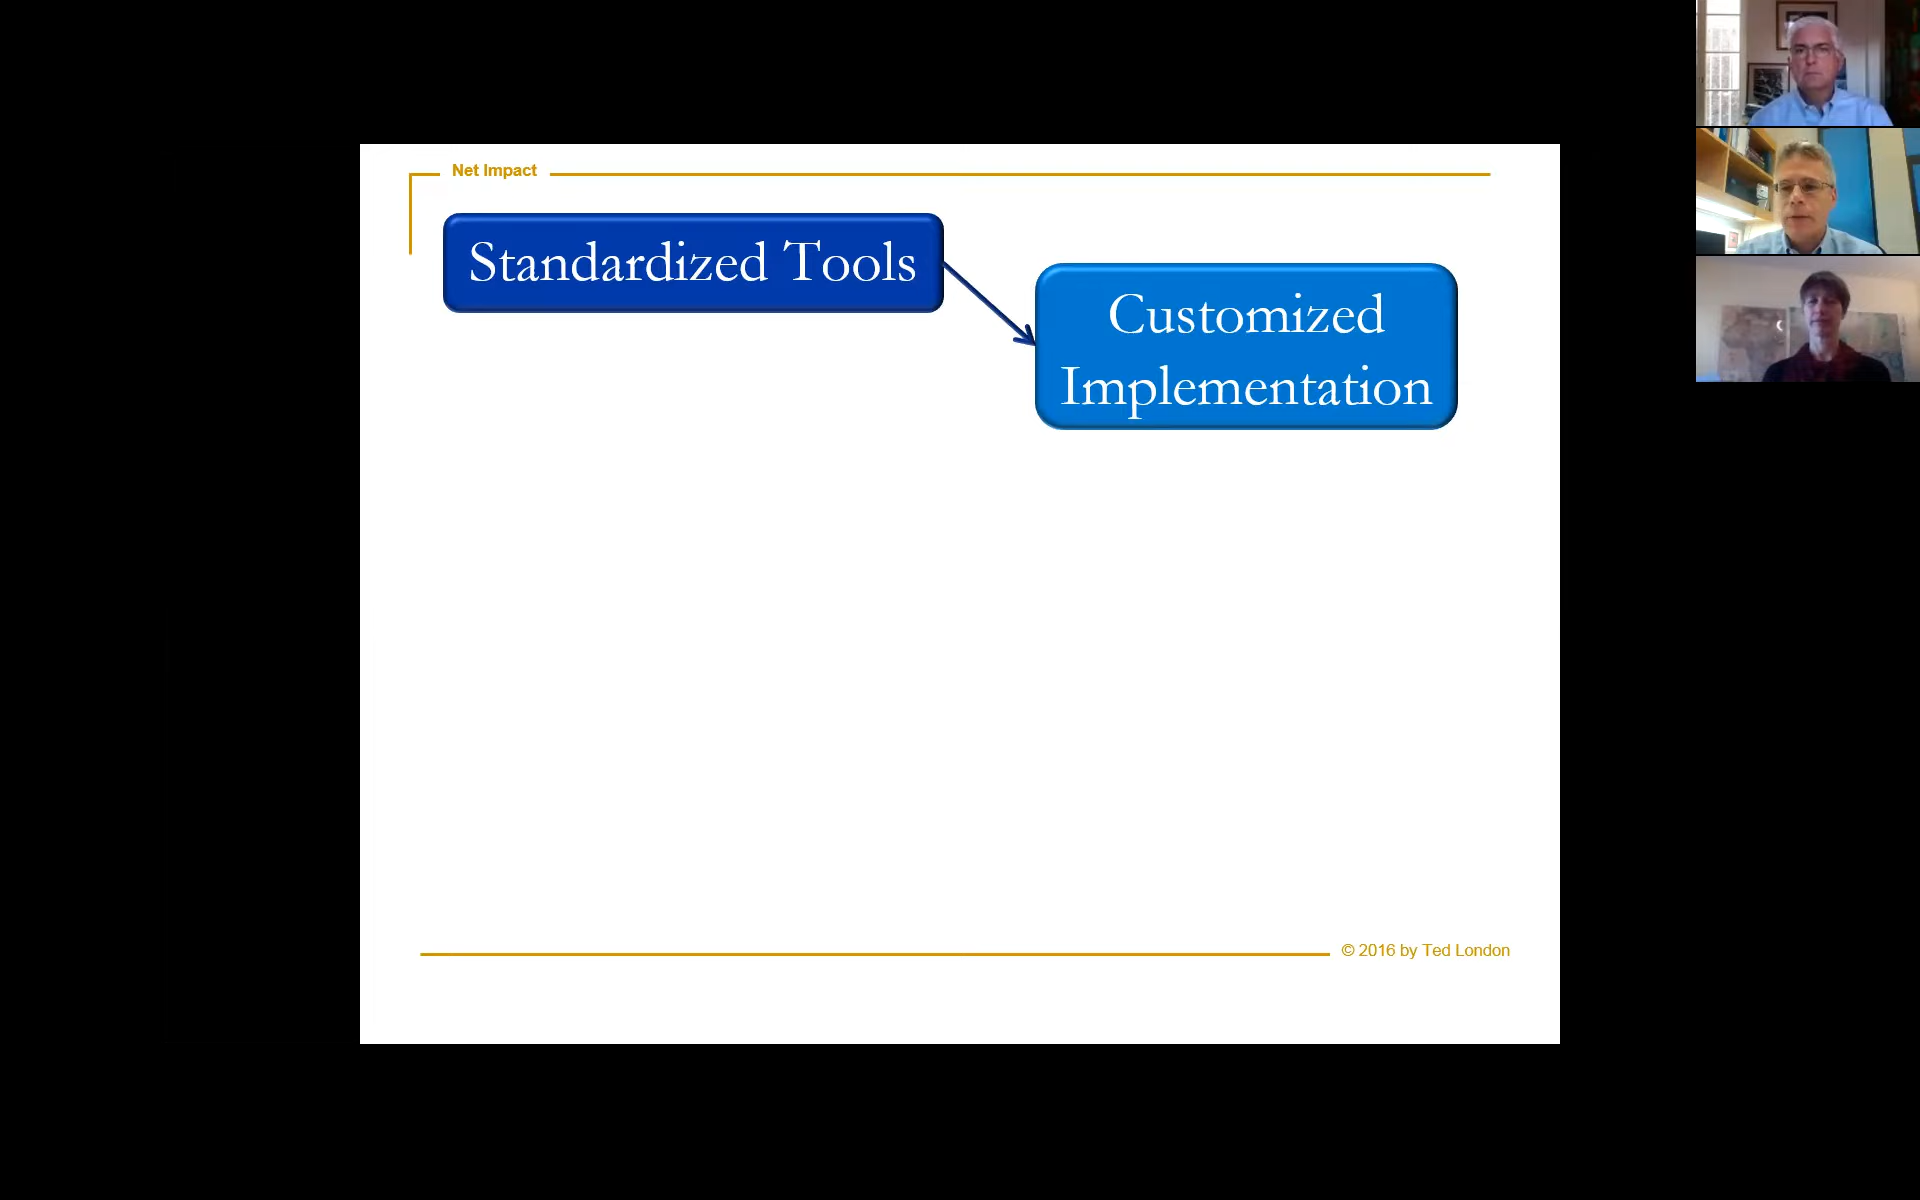 Net Impact
Standardized Tools
Customized
Implementation
© 2016 by Ted London